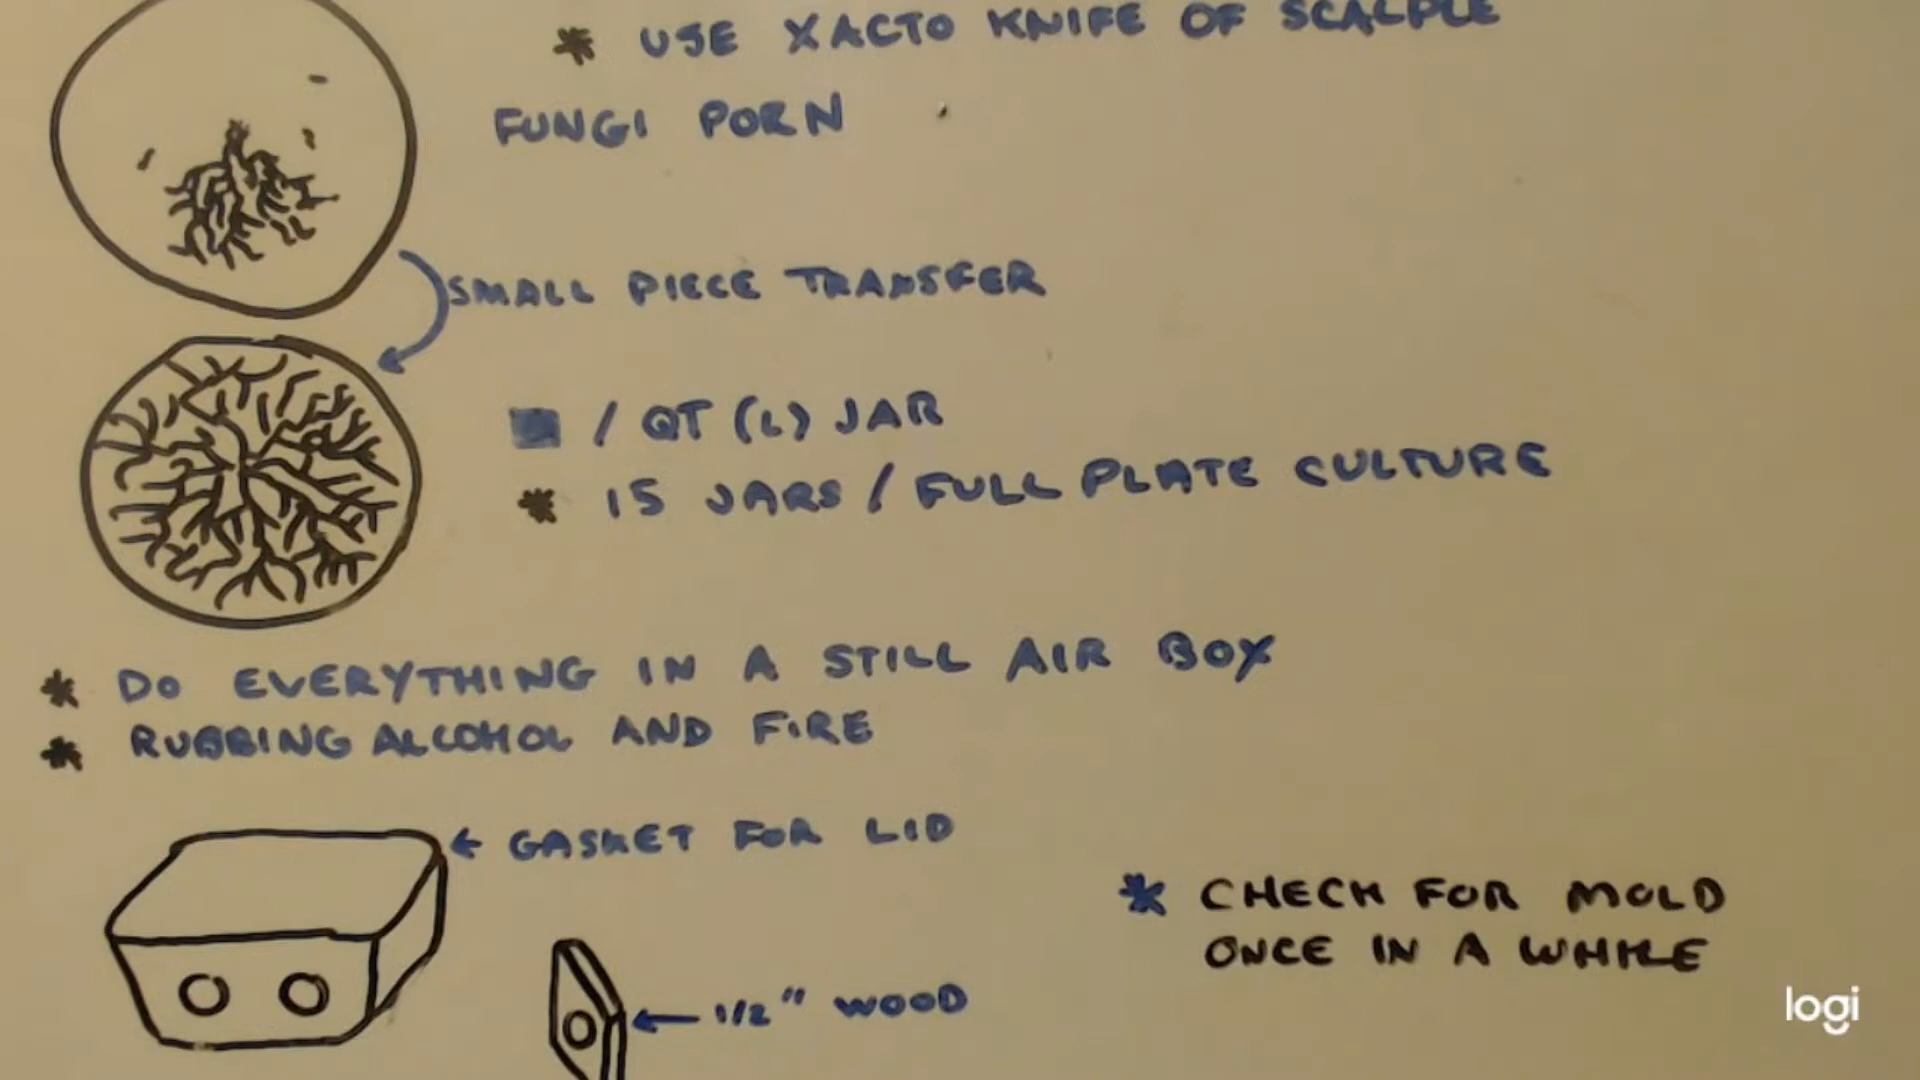 * USE XACTO KNIFE OF SCALPLE
FUNGI PORN
SMALL PIECE TRANSFER
/ QT (L) JAR
* 15 JARS / FULL PLATE CULTURE
* DO EVERYTHING IN A STILL AIR BOX
* RUBBING ALCOHOL AND FIRE
← GASKET FOR LID
* CHECK FOR MOLD
ONCE IN A WHILE
← 1/2" WOOD
logi